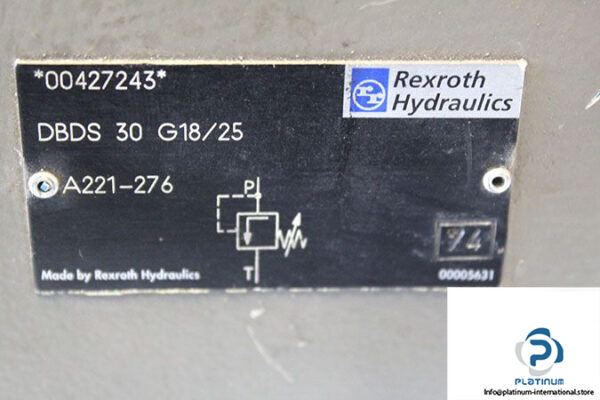 *00427243*
Rexroth
Hydraulics
DBDS 30 G18/25
A221-276
P
T
74
Made by Rexroth Hydraulics
00005631
PLATINUM
Info@platinum-international.store